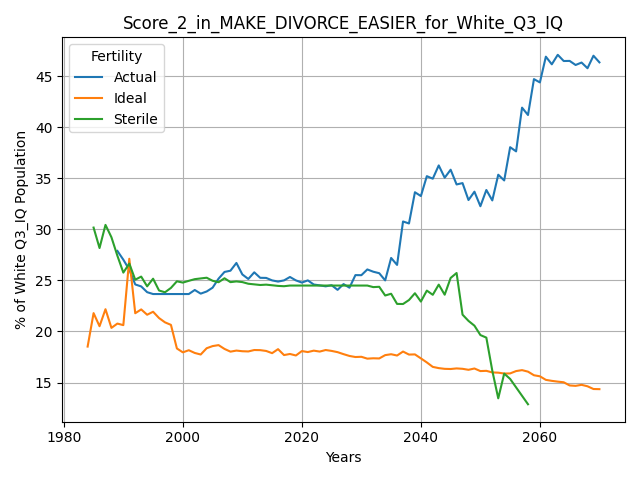 Score_2_in_MAKE_DIVORCE_EASIER_for_White_Q3_IQ
Fertility
Actual
Ideal
Sterile
% of White Q3_IQ Population
45
40
35
30
25
20
15
1980
2000
2020
2040
2060
Years